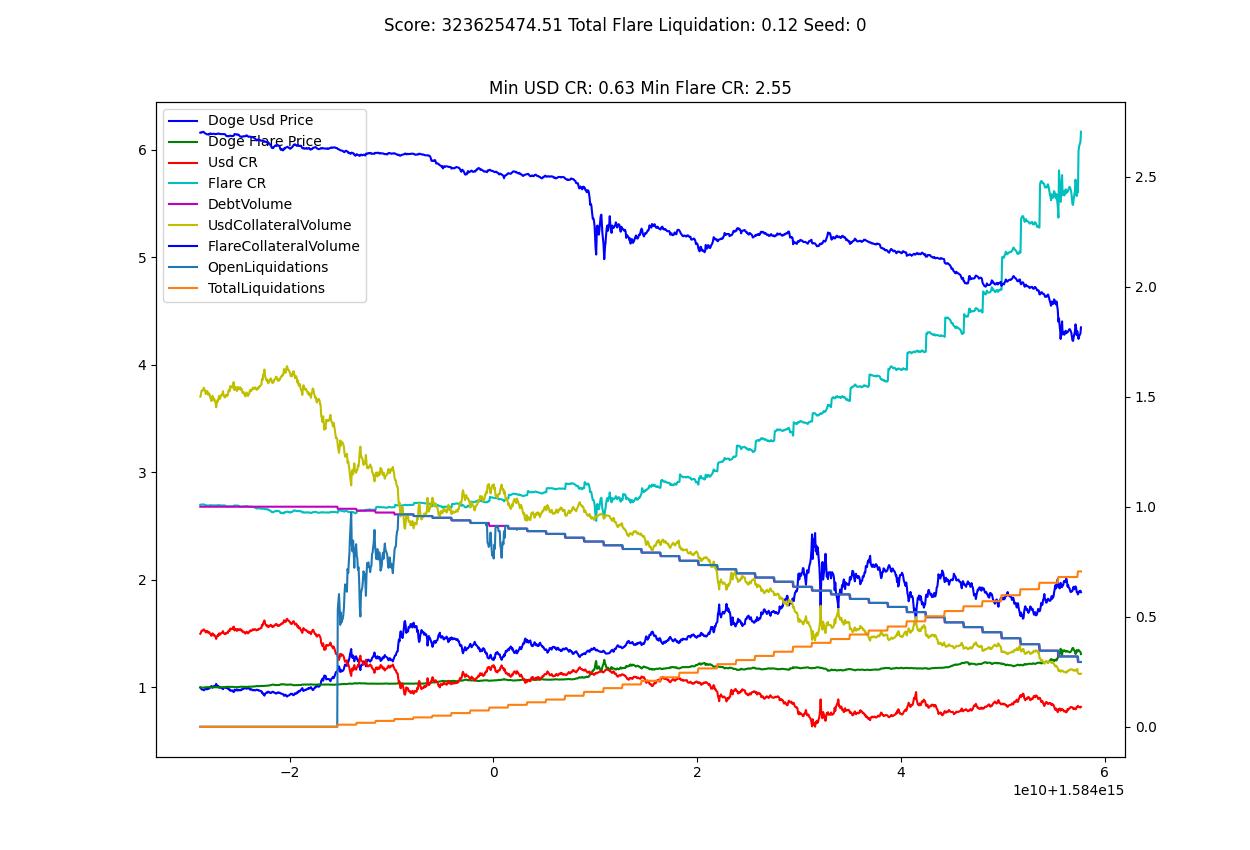 Score: 323625474.51 Total Flare Liquidation: 0.12 Seed: 0
Min USD CR: 0.63 Min Flare CR: 2.55
Doge Usd Price
Doge Flare Price
Usd CR
Flare CR
DebtVolume
UsdCollateralVolume
FlareCollateralVolume
OpenLiquidations
TotalLiquidations
6
5
4
3
2
1
2.5
2.0
1.5
1.0
0.5
0.0
−2
0
2
4
6
1e10+1.584e15